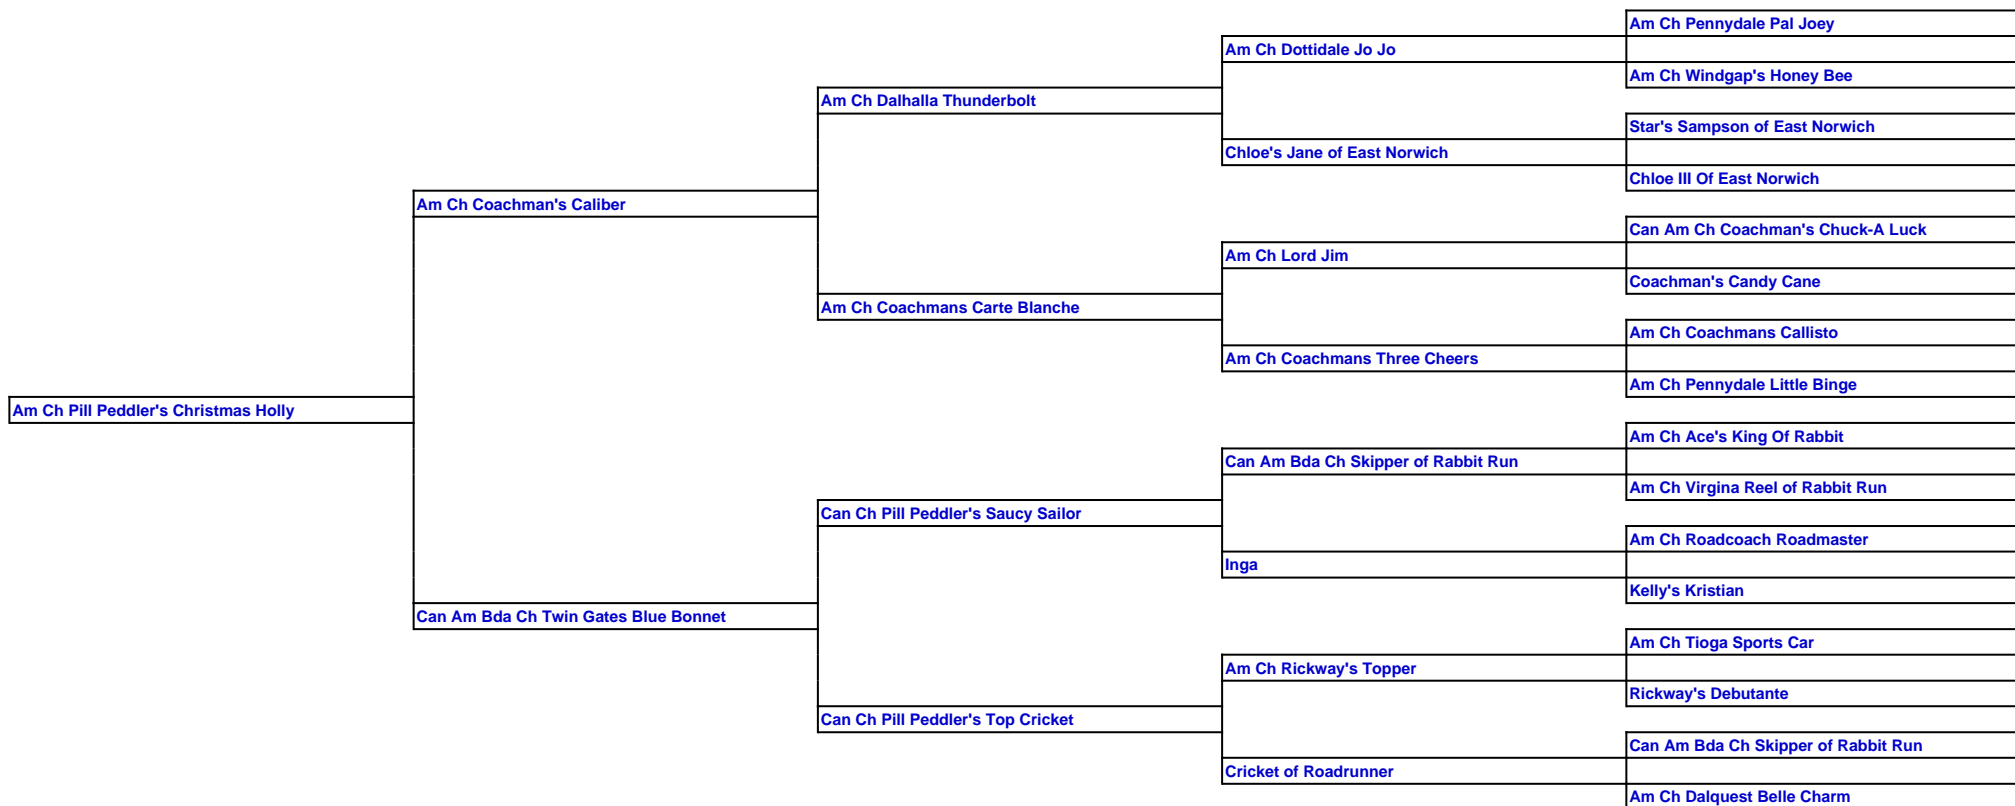 Am Ch Pennydale Pal Joey
Am Ch Dottidale Jo Jo
Am Ch Windgap's Honey Bee
Am Ch Dalhalla Thunderbolt
Star's Sampson of East Norwich
Chloe's Jane of East Norwich
Chloe III Of East Norwich
Am Ch Coachman's Caliber
Can Am Ch Coachman's Chuck-A Luck
Am Ch Lord Jim
Coachman's Candy Cane
Am Ch Coachmans Carte Blanche
Am Ch Coachmans Callisto
Am Ch Coachmans Three Cheers
Am Ch Pennydale Little Binge
Am Ch Pill Peddler's Christmas Holly
Am Ch Ace's King Of Rabbit
Can Am Bda Ch Skipper of Rabbit Run
Am Ch Virgina Reel of Rabbit Run
Can Ch Pill Peddler's Saucy Sailor
Am Ch Roadcoach Roadmaster
Inga
Kelly's Kristian
Can Am Bda Ch Twin Gates Blue Bonnet
Am Ch Tioga Sports Car
Am Ch Rickway's Topper
Rickway's Debutante
Can Ch Pill Peddler's Top Cricket
Can Am Bda Ch Skipper of Rabbit Run
Cricket of Roadrunner
Am Ch Dalquest Belle Charm